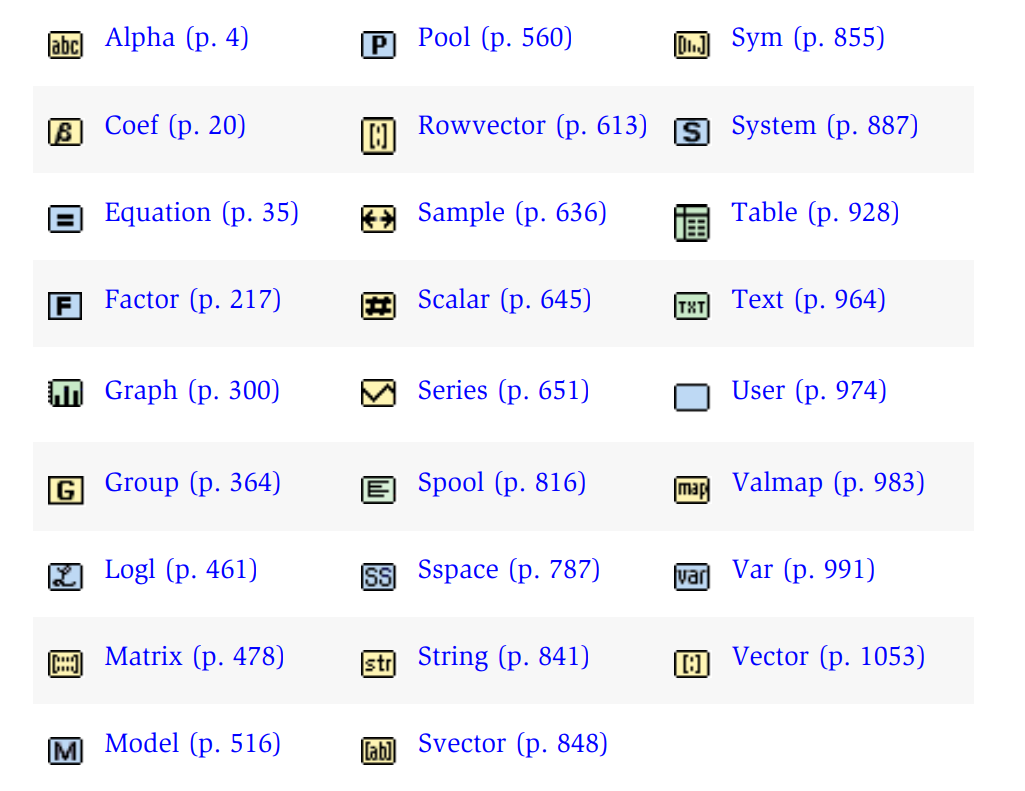 abc Alpha (p. 4) P Pool (p. 560) Sym (p. 855)
β Coef (p. 20) Rowvector (p. 613) S System (p. 887)
= Equation (p. 35) Sample (p. 636) Table (p. 928)
F Factor (p. 217) # Scalar (p. 645) TXT Text (p. 964)
Graph (p. 300) Series (p. 651) User (p. 974)
G Group (p. 364) Spool (p. 816) map Valmap (p. 983)
ℒ Logl (p. 461) SS Sspace (p. 787) var Var (p. 991)
Matrix (p. 478) str String (p. 841) [:] Vector (p. 1053)
M Model (p. 516) [ab] Svector (p. 848)